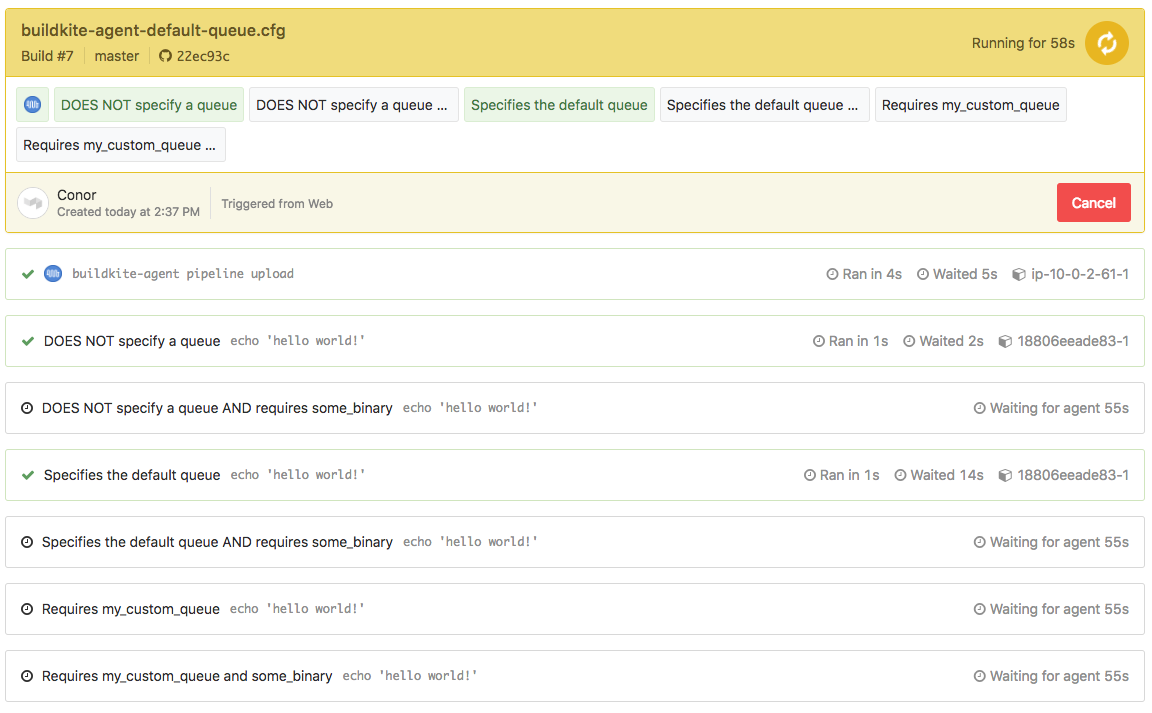 buildkite-agent-default-queue.cfg
Build #7 master 22ec93c
Running for 58s
DOES NOT specify a queue DOES NOT specify a queue ... Specifies the default queue Specifies the default queue ... Requires my_custom_queue
Requires my_custom_queue ...
Conor
Created today at 2:37 PM
Triggered from Web
Cancel
buildkite-agent pipeline upload Ran in 4s Waited 5s ip-10-0-2-61-1
DOES NOT specify a queue echo 'hello world!' Ran in 1s Waited 2s 18806eeade83-1
DOES NOT specify a queue AND requires some_binary echo 'hello world!' Waiting for agent 55s
Specifies the default queue echo 'hello world!' Ran in 1s Waited 14s 18806eeade83-1
Specifies the default queue AND requires some_binary echo 'hello world!' Waiting for agent 55s
Requires my_custom_queue echo 'hello world!' Waiting for agent 55s
Requires my_custom_queue and some_binary echo 'hello world!' Waiting for agent 55s